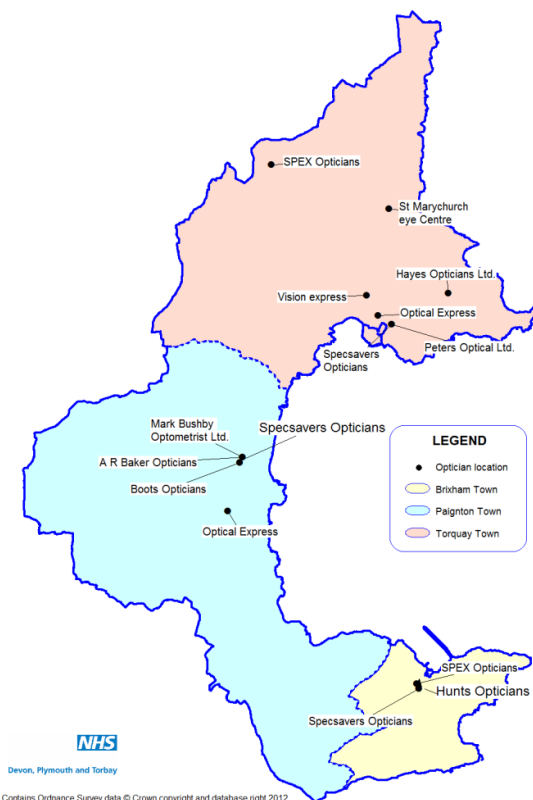 SPEX Opticians
St Marychurch
eye Centre
Hayes Opticians Ltd.
Vision express
Optical Express
Peters Optical Ltd.
Specsavers
Opticians
Mark Bushby
Optometrist Ltd.
Specsavers Opticians
A R Baker Opticians
Boots Opticians
Optical Express
LEGEND
Optician location
Brixham Town
Paignton Town
Torquay Town
SPEX Opticians
Hunts Opticians
Specsavers Opticians
NHS
Devon, Plymouth and Torbay
Contains Ordnance Survey data © Crown copyright and database right 2012